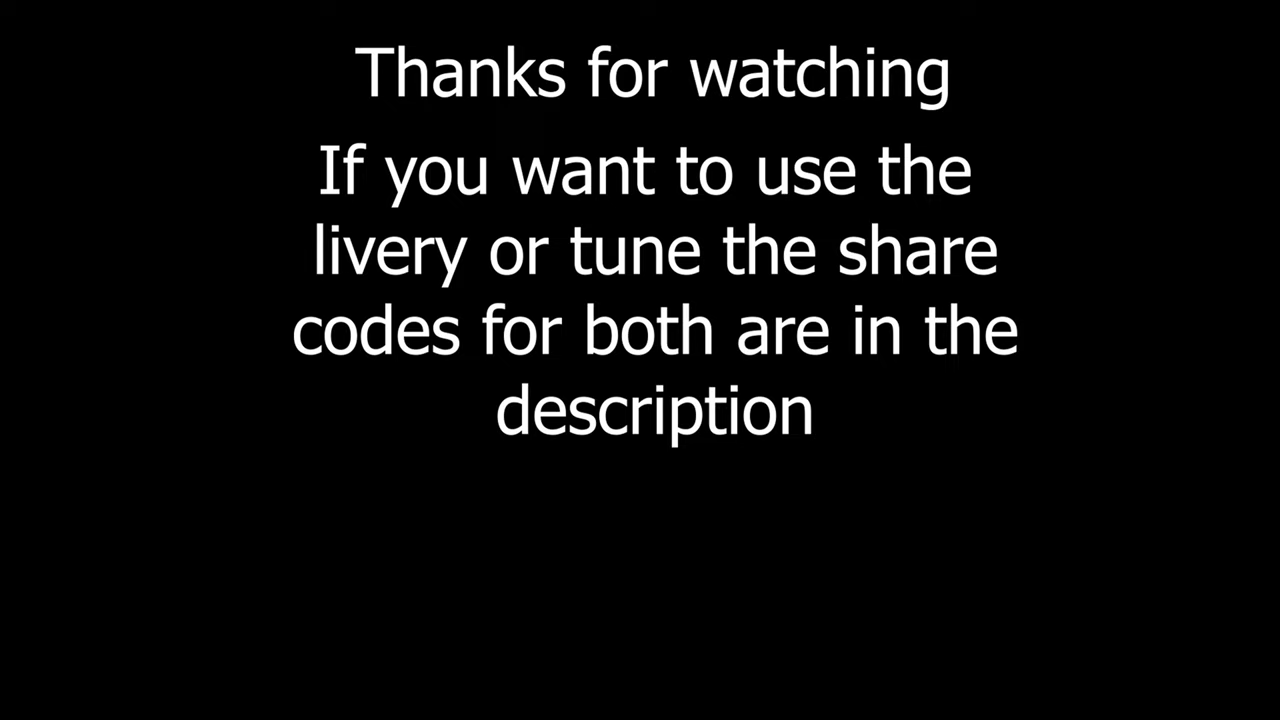 Thanks for watching
If you want to use the
livery or tune the share
codes for both are in the
description